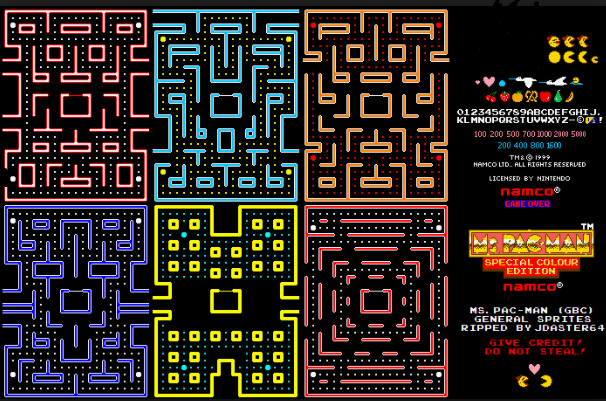 0123456789ABCDEFGHIJ.
KLMNOPQRSTUVWXYZ-©
!?
100 200 500 700 1000 2000 5000
200 400 800 1600
TM & © 1999
NAMCO LTD. ALL RIGHTS RESERVED
LICENSED BY NINTENDO
namco®
GAME OVER
TM
MS. PAC-MAN
SPECIAL COLOUR
EDITION
namco®
MS. PAC-MAN (GBC)
GENERAL SPRITES
RIPPED BY JDASTER64
GIVE CREDIT!
DO NOT STEAL!